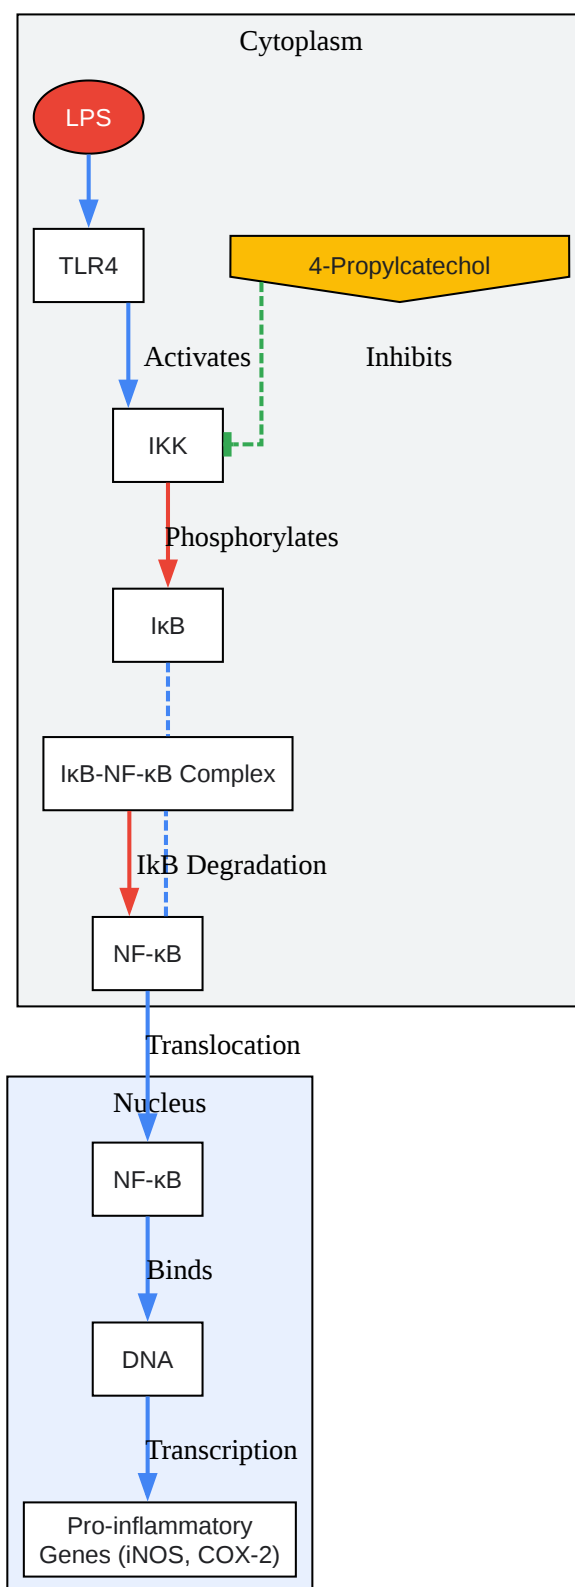 Cytoplasm
LPS
TLR4
4-Propylcatechol
Activates
Inhibits
IKK
Phosphorylates
IκB
IκB-NF-κB Complex
IkB Degradation
NF-κB
Translocation
Nucleus
NF-κB
Binds
DNA
Transcription
Pro-inflammatory
Genes (iNOS, COX-2)